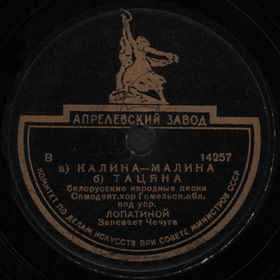 АПРЕЛЕВСКИЙ ЗАВОД
В 14257
а) КАЛИНА—МАЛИНА
б) ТАЦЯНА
белорусские народные песни
Самодеят. хор Гомельск. обл.
под упр.
ЛОПАТИНОЙ
Запевает Чечуга
КОМИТЕТ ПО ДЕЛАМ ИСКУССТВ ПРИ СОВЕТЕ МИНИСТРОВ СССР